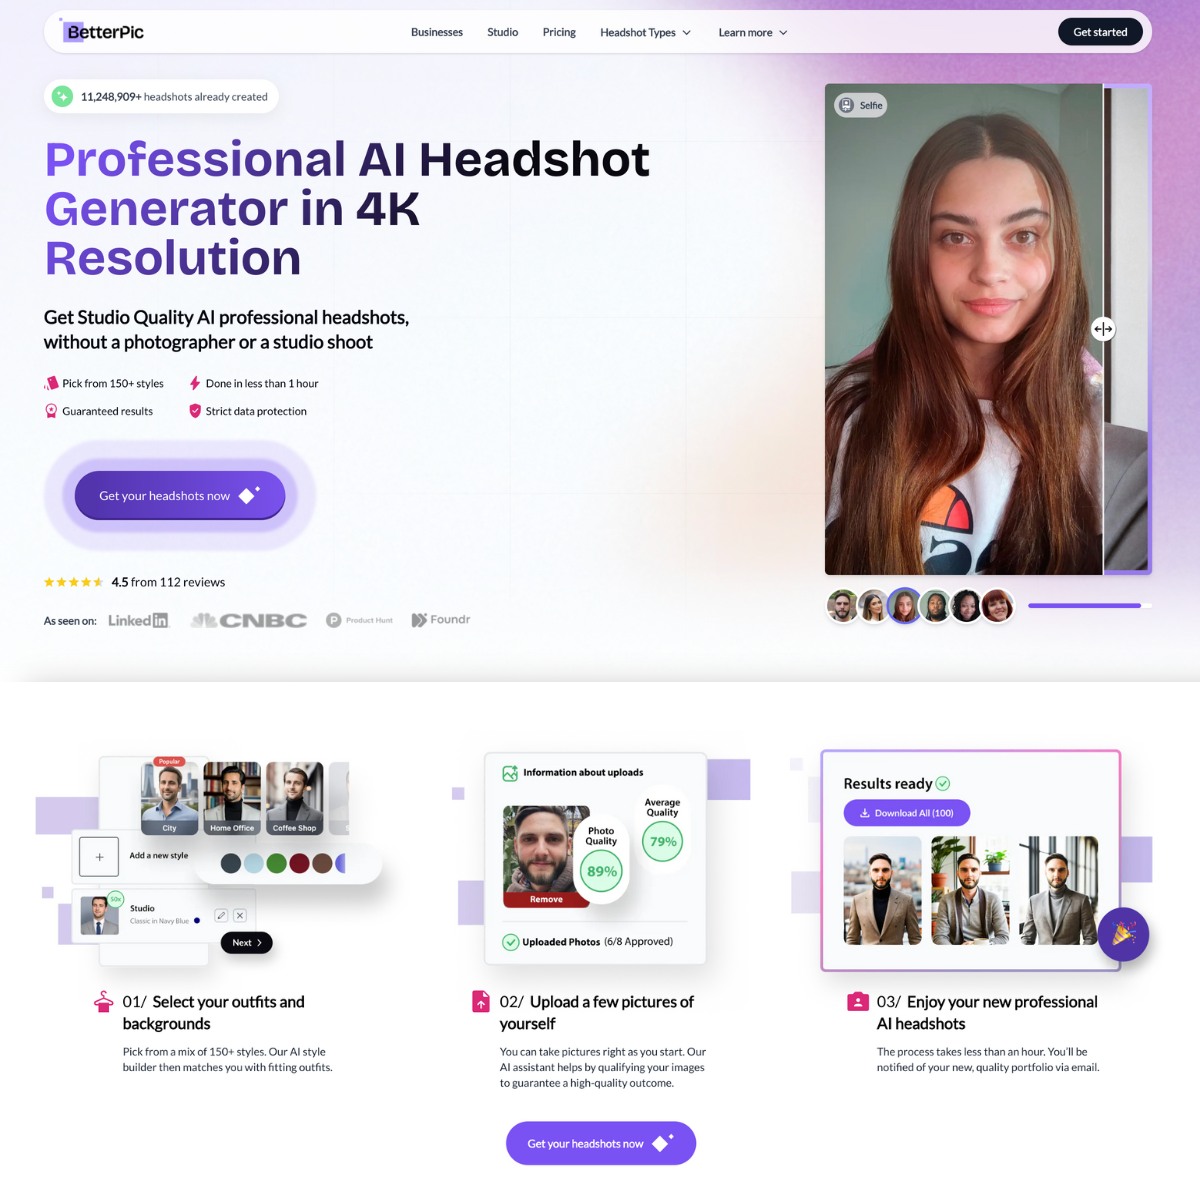 BetterPic
Businesses
Studio
Pricing
Headshot Types
Learn more
Get started
11,248,909+ headshots already created
Professional AI Headshot
Generator in 4K
Resolution
Get Studio Quality AI professional headshots,
without a photographer or a studio shoot
Pick from 150+ styles
Done in less than 1 hour
Guaranteed results
Strict data protection
Get your headshots now
4.5 from 112 reviews
As seen on:
LinkedIn
CNBC
Product Hunt
Foundr
Selfie
Popular
City
Home Office
Coffee Shop
Add a new style
50x
Studio
Classic in Navy Blue
Next
01/ Select your outfits and
backgrounds
Pick from a mix of 150+ styles. Our AI style
builder then matches you with fitting outfits.
Information about uploads
Average
Quality
79%
Photo
Quality
89%
Remove
Uploaded Photos (6/8 Approved)
02/ Upload a few pictures of
yourself
You can take pictures right as you start. Our
AI assistant helps by qualifying your images
to guarantee a high-quality outcome.
Results ready
Download All (100)
03/ Enjoy your new professional
AI headshots
The process takes less than an hour. You'll be
notified of your new, quality portfolio via email.
Get your headshots now